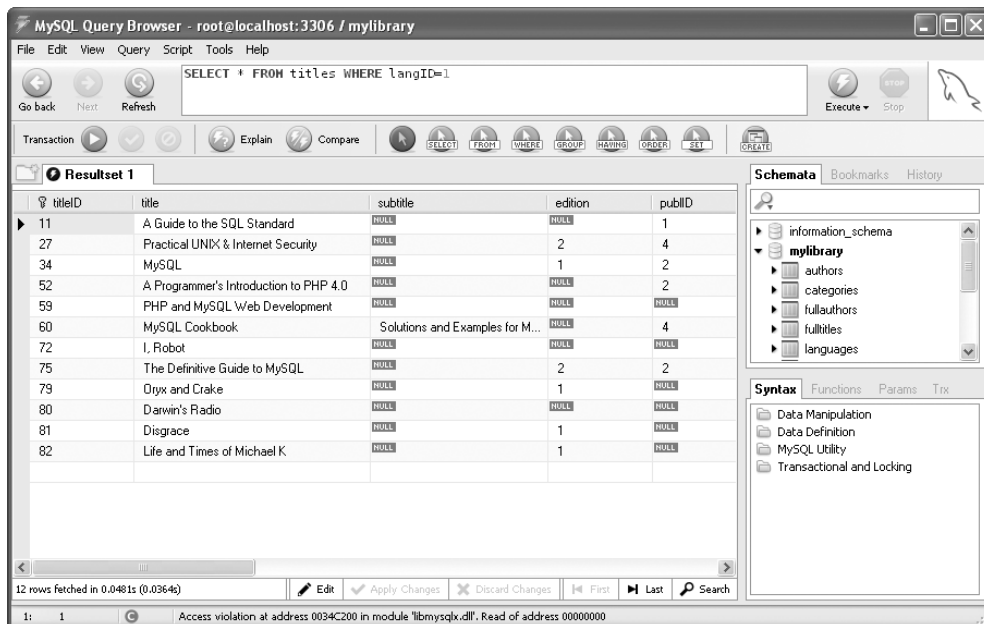 MySQL Query Browser - root@localhost:3306 / mylibrary
File Edit View Query Script Tools Help
SELECT * FROM titles WHERE langID=1
Go back Next Refresh Execute Stop
STOP
Transaction Explain Compare SELECT FROM WHERE GROUP HAVING ORDER SET CREATE
Resultset 1
titleID title subtitle edition publID
11 A Guide to the SQL Standard NULL NULL 1
27 Practical UNIX & Internet Security NULL 2 4
34 MySQL NULL 1 2
52 A Programmer's Introduction to PHP 4.0 NULL NULL 2
59 PHP and MySQL Web Development NULL NULL NULL
60 MySQL Cookbook Solutions and Examples for M... NULL 4
72 I, Robot NULL NULL NULL
75 The Definitive Guide to MySQL NULL 2 2
79 Oryx and Crake NULL 1 NULL
80 Darwin's Radio NULL NULL NULL
81 Disgrace NULL 1 NULL
82 Life and Times of Michael K NULL 1 NULL
Schemata Bookmarks History
information_schema
mylibrary
authors
categories
fullauthors
fulltitles
languages
Syntax Functions Params Trx
Data Manipulation
Data Definition
MySQL Utility
Transactional and Locking
12 rows fetched in 0.0481s (0.0364s) Edit Apply Changes Discard Changes First Last Search
1: 1 Access violation at address 0034C200 in module 'libmysqlx.dll'. Read of address 00000000